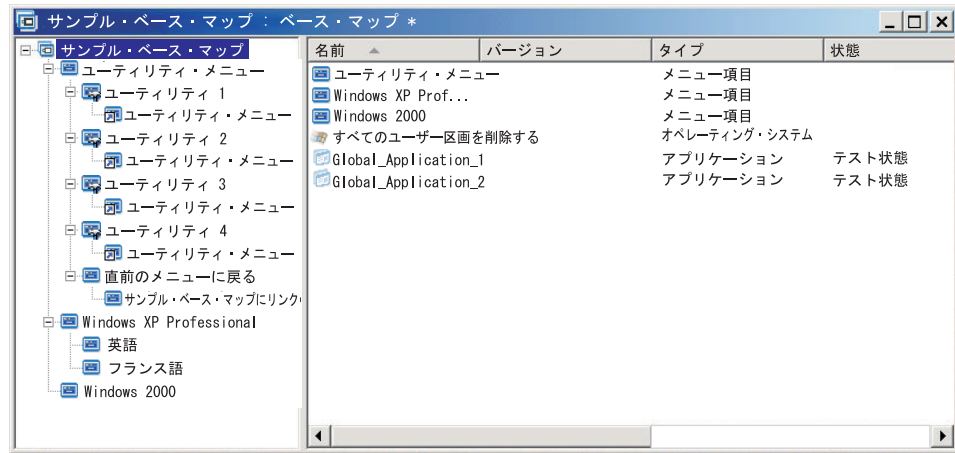 サンプル・ベース・マップ : ベース・マップ *
サンプル・ベース・マップ
ユーティリティ・メニュー
ユーティリティ 1
ユーティリティ・メニュー
ユーティリティ 2
ユーティリティ・メニュー
ユーティリティ 3
ユーティリティ・メニュー
ユーティリティ 4
ユーティリティ・メニュー
直前のメニューに戻る
サンプル・ベース・マップにリンク
Windows XP Professional
英語
フランス語
Windows 2000
名前 バージョン タイプ 状態
ユーティリティ・メニュー メニュー項目
Windows XP Prof... メニュー項目
Windows 2000 メニュー項目
すべてのユーザー区画を削除する オペレーティング・システム
Global_Application_1 アプリケーション テスト状態
Global_Application_2 アプリケーション テスト状態